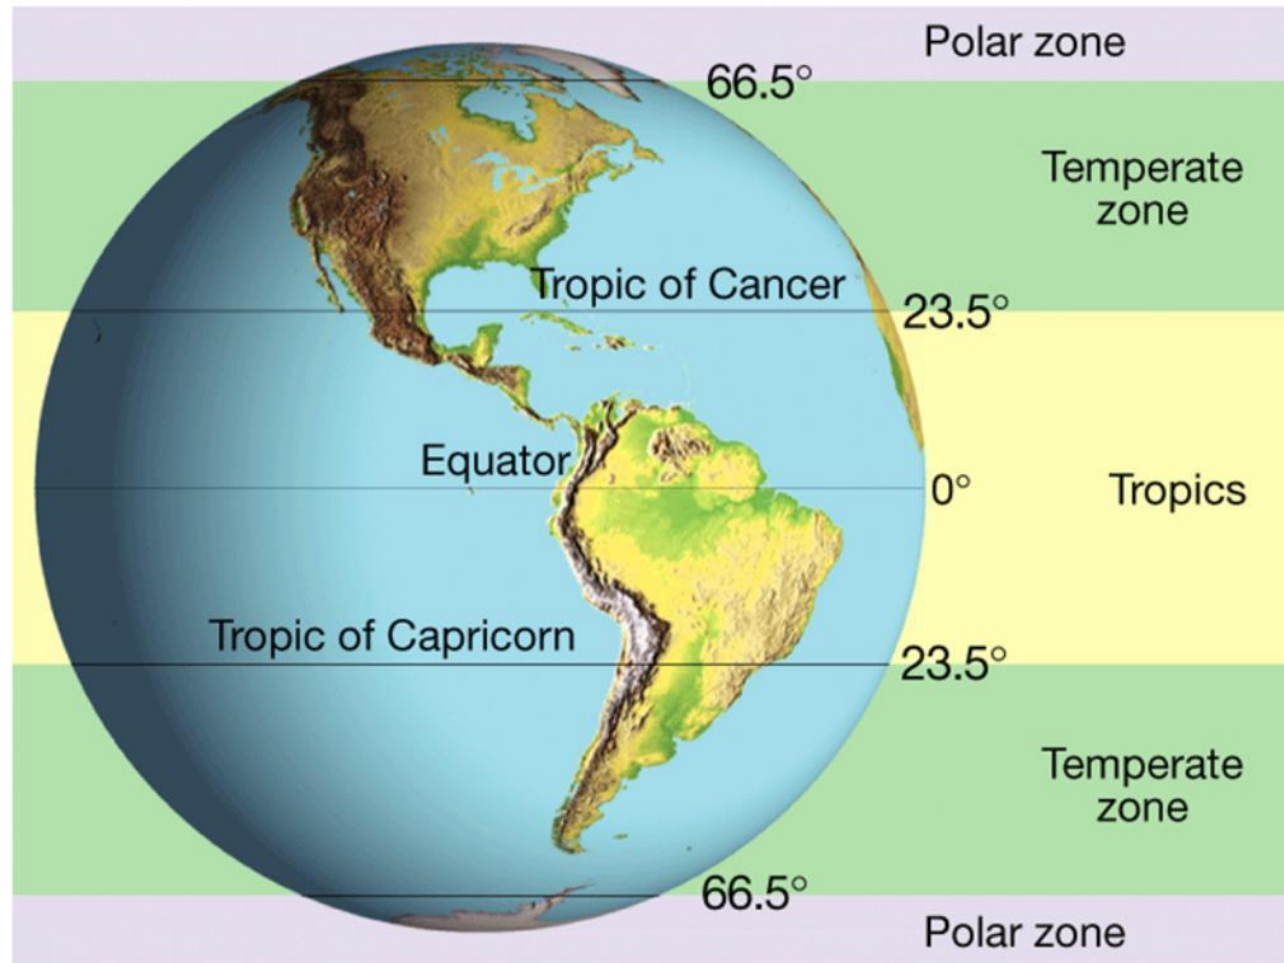 Polar zone
66.5°
Temperate
zone
Tropic of Cancer
23.5°
Equator
0°
Tropics
Tropic of Capricorn
23.5°
Temperate
zone
66.5°
Polar zone